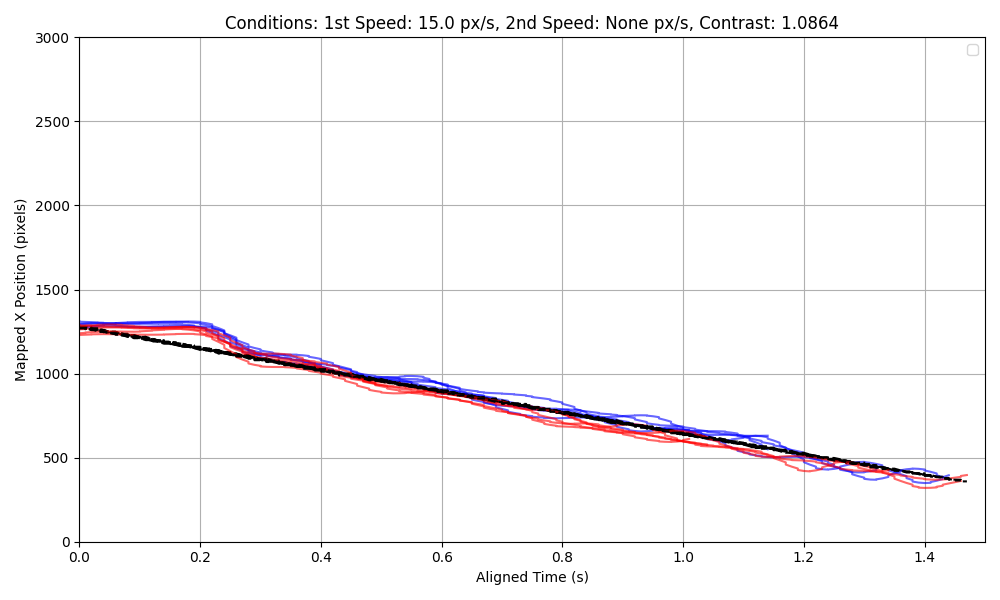 Conditions: 1st Speed: 15.0 px/s, 2nd Speed: None px/s, Contrast: 1.0864
3000
2500
2000
1500
1000
500
0
Mapped X Position (pixels)
0.0 0.2 0.4 0.6 0.8 1.0 1.2 1.4
Aligned Time (s)